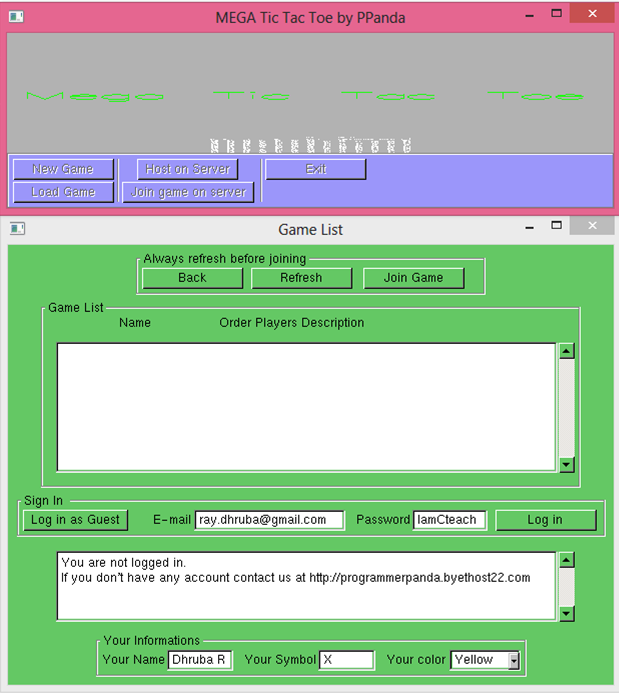 MEGA Tic Tac Toe by PPanda
Mega Tic Tac Toe
New Game Host on Server Exit
Load Game Join game on server
Game List
Always refresh before joining
Back Refresh Join Game
Game List
Name Order Players Description
Sign In
Log in as Guest E-mail ray.dhruba@gmail.com Password IamCteach Log in
You are not logged in.
If you don't have any account contact us at http://programmerpanda.byethost22.com
Your Informations
Your Name Dhruba R Your Symbol X Your color Yellow